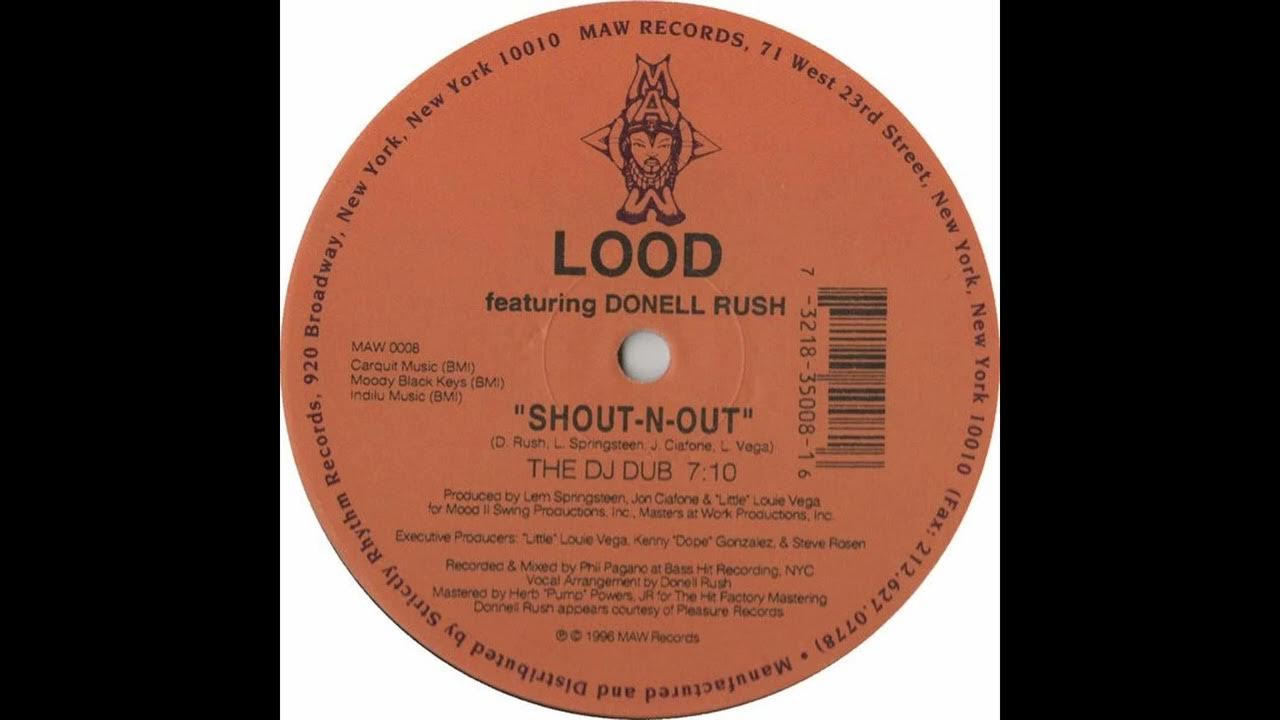 MAW RECORDS, 71 West 23rd Street, New York, New York 10010 (Fax: 212.627.0778) • Manufactured and Distributed by Strictly Rhythm Records, 920 Broadway, New York, New York 10010
MAW
LOOD
featuring DONELL RUSH
7 -3218-35008-1 6
MAW 0008
Carquit Music (BMI)
Moody Black Keys (BMI)
Indilu Music (BMI)
"SHOUT-N-OUT"
(D. Rush, L. Springsteen, J. Ciafone, L. Vega)
THE DJ DUB 7:10
Produced by Lem Springsteen, Jon Ciafone & "Little" Louie Vega
for Mood II Swing Productions, Inc., Masters at Work Productions, Inc.
Executive Producers: "Little" Louie Vega, Kenny "Dope" Gonzalez, & Steve Rosen
Recorded & Mixed by Phil Pagano at Bass Hit Recording, NYC
Vocal Arrangement by Donell Rush
Mastered by Herb "Pump" Powers, JR for The Hit Factory Mastering
Donnell Rush appears courtesy of Pleasure Records
℗ © 1996 MAW Records